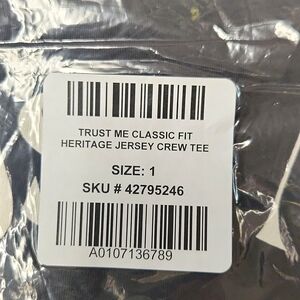 TRUST ME CLASSIC FIT
HERITAGE JERSEY CREW TEE
SIZE: 1
SKU # 42795246
A0107136789